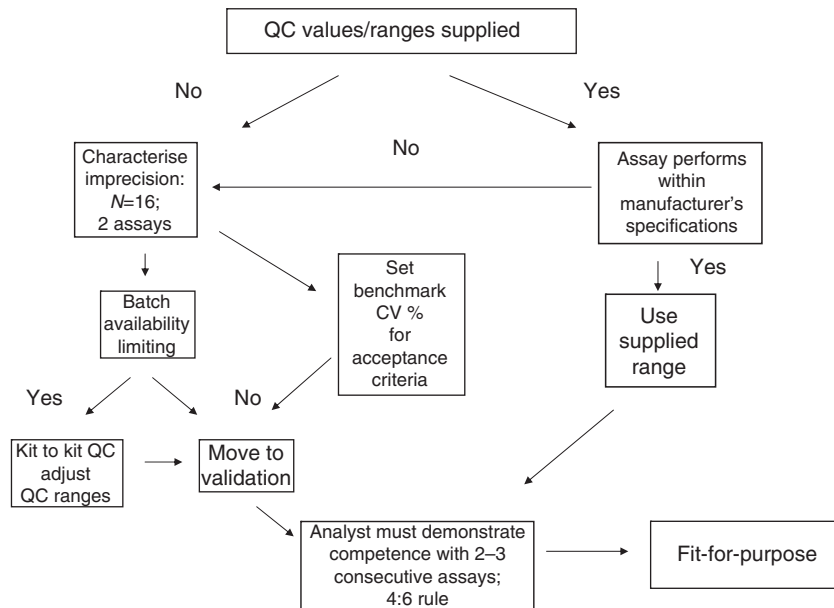 QC values/ranges supplied
No
Yes
Characterise
imprecision:
N=16;
2 assays
No
Assay performs
within
manufacturer's
specifications
Yes
Batch
availability
limiting
Set
benchmark
CV %
for
acceptance
criteria
Use
supplied
range
Yes
No
Kit to kit QC
adjust
QC ranges
Move to
validation
Analyst must demonstrate
competence with 2–3
consecutive assays;
4:6 rule
Fit-for-purpose